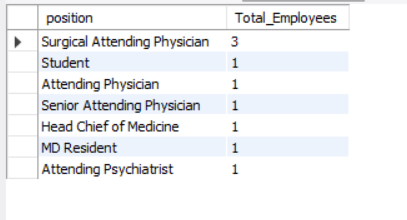 position Total_Employees
Surgical Attending Physician 3
Student 1
Attending Physician 1
Senior Attending Physician 1
Head Chief of Medicine 1
MD Resident 1
Attending Psychiatrist 1